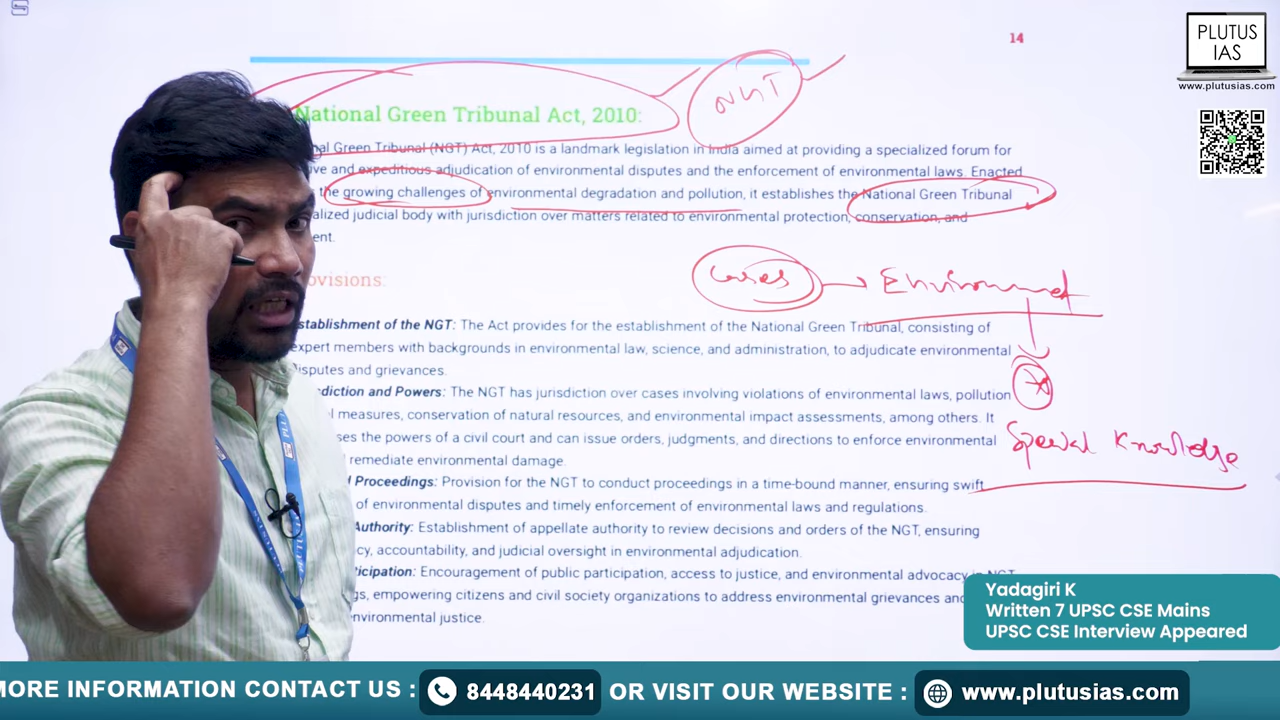 14
PLUTUS
IAS
www.plutusias.com
National Green Tribunal Act, 2010:
NGT
nal Green Tribunal (NGT) Act, 2010 is a landmark legislation in India aimed at providing a specialized forum for
ive and expeditious adjudication of environmental disputes and the enforcement of environmental laws. Enacted
the growing challenges of environmental degradation and pollution, it establishes the National Green Tribunal
alized judicial body with jurisdiction over matters related to environmental protection, conservation, and
ent.
ovisions:
Cases
Environmet
stablishment of the NGT: The Act provides for the establishment of the National Green Tribunal, consisting of
expert members with backgrounds in environmental law, science, and administration, to adjudicate environmental
disputes and grievances.
diction and Powers: The NGT has jurisdiction over cases involving violations of environmental laws, pollution
l measures, conservation of natural resources, and environmental impact assessments, among others. It
ses the powers of a civil court and can issue orders, judgments, and directions to enforce environmental
remediate environmental damage.
Special Knowledge
d Proceedings: Provision for the NGT to conduct proceedings in a time-bound manner, ensuring swift
of environmental disputes and timely enforcement of environmental laws and regulations.
Authority: Establishment of appellate authority to review decisions and orders of the NGT, ensuring
cy, accountability, and judicial oversight in environmental adjudication.
ticipation: Encouragement of public participation, access to justice, and environmental advocacy in NGT
gs, empowering citizens and civil society organizations to address environmental grievances and
nvironmental justice.
Yadagiri K
Written 7 UPSC CSE Mains
UPSC CSE Interview Appeared
MORE INFORMATION CONTACT US : 8448440231 OR VISIT OUR WEBSITE : www.plutusias.com